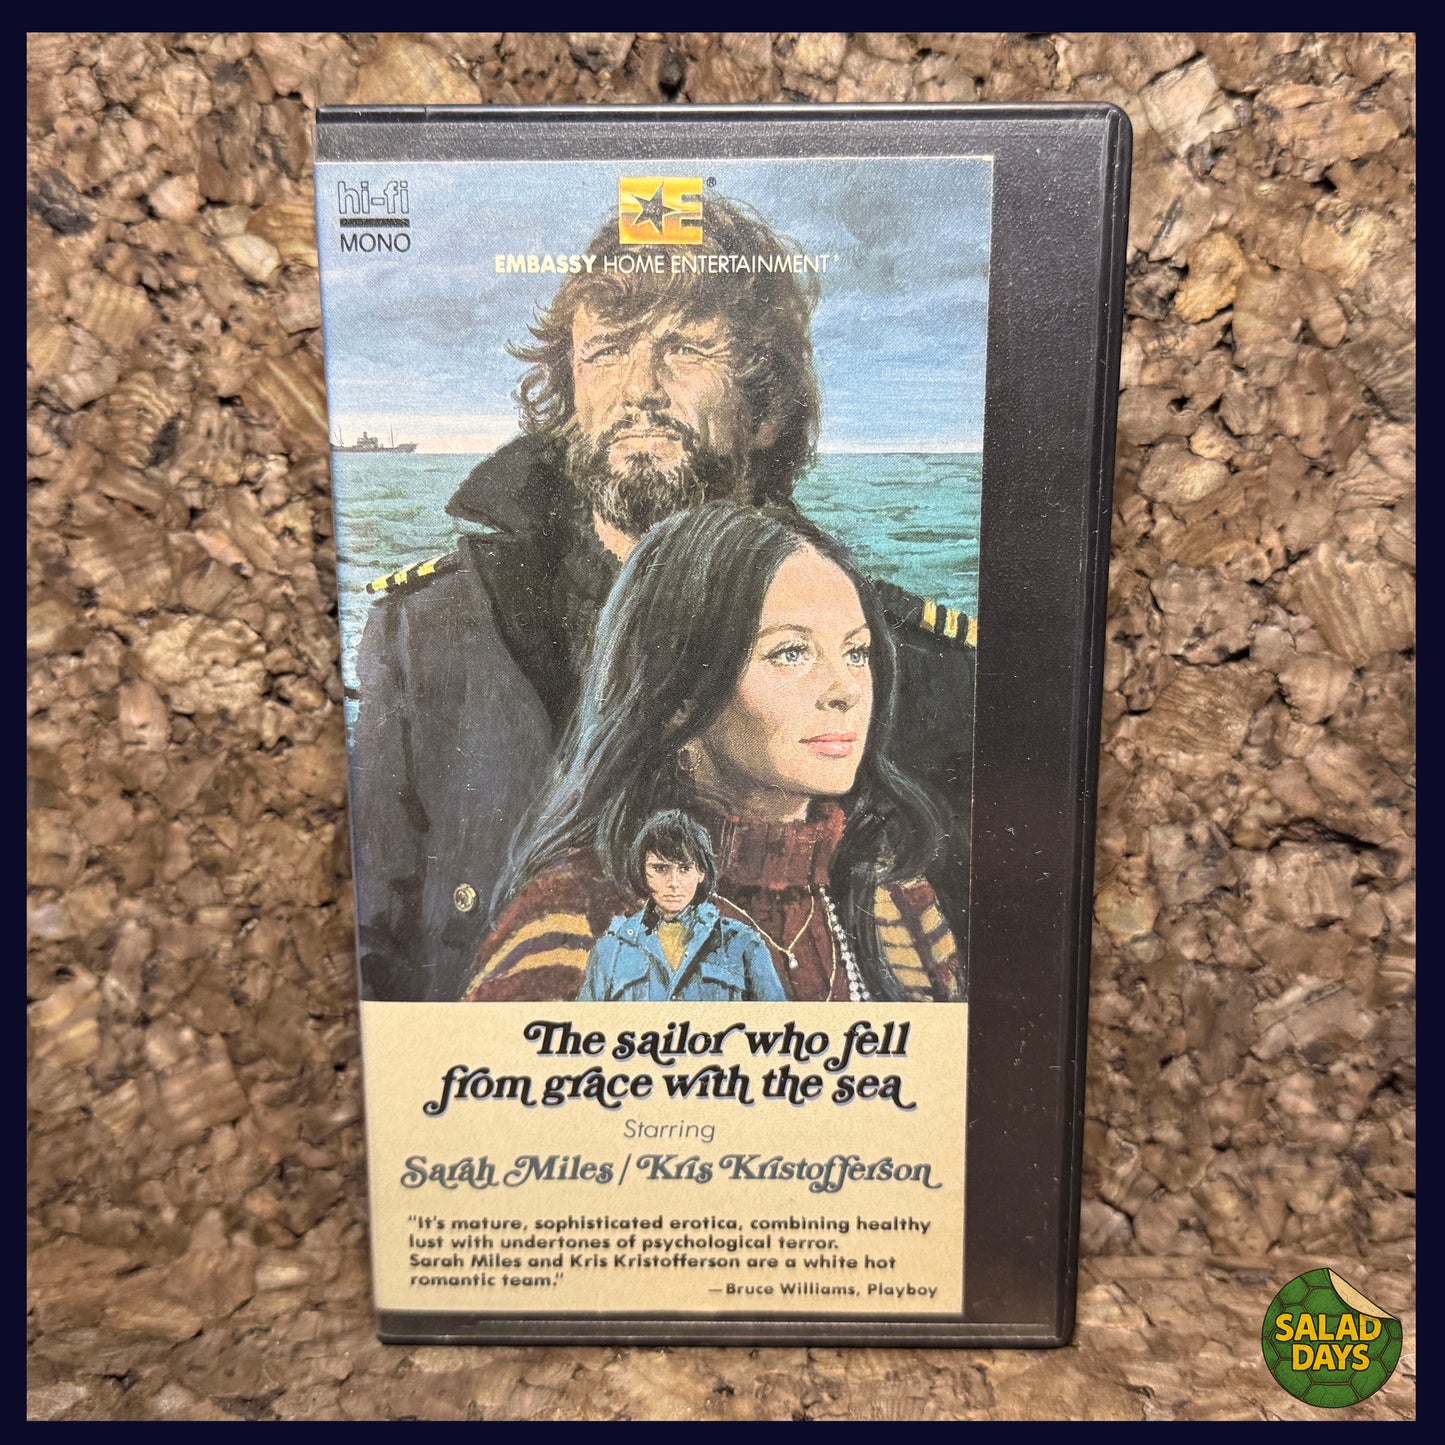 hi-fi
MONO
E®
EMBASSY HOME ENTERTAINMENT
The sailor who fell
from grace with the sea
Starring
Sarah Miles / Kris Kristofferson
"It's mature, sophisticated erotica, combining healthy
lust with undertones of psychological terror.
Sarah Miles and Kris Kristofferson are a white hot
romantic team."
—Bruce Williams, Playboy
SALAD
DAYS